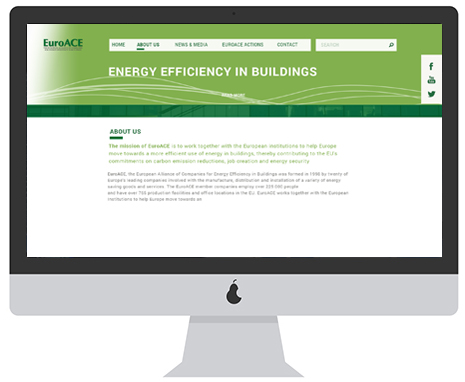 EuroACE
HOME ABOUT US NEWS & MEDIA EUROACE ACTIONS CONTACT SEARCH
ENERGY EFFICIENCY IN BUILDINGS
READ MORE
ABOUT US
The mission of EuroACE is to work together with the European institutions to help Europe
move towards a more efficient use of energy in buildings, thereby contributing to the EU's
commitments on carbon emission reductions, job creation and energy security.
EuroACE, the European Alliance of Companies for Energy Efficiency in Buildings was formed in 1998 by twenty of
Europe's leading companies involved with the manufacture, distribution and installation of a variety of energy
saving goods and services. The EuroACE member companies employ over 220 000 people
and have over 750 production facilities and office locations in the EU. EuroACE works together with the European
institutions to help Europe move towards an